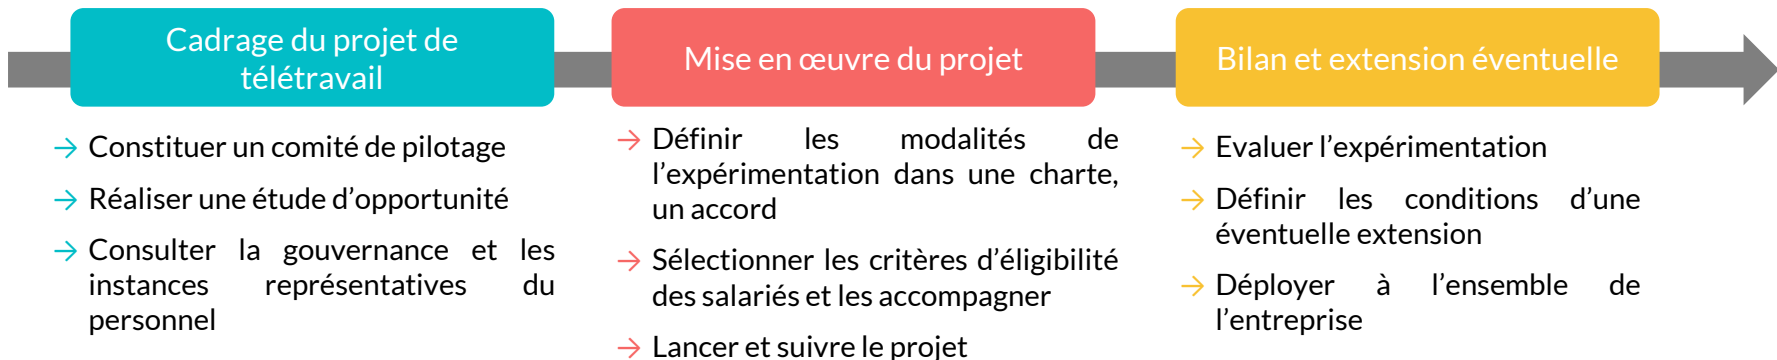 Cadrage du projet de
télétravail
→ Constituer un comité de pilotage
→ Réaliser une étude d’opportunité
→ Consulter la gouvernance et les
instances représentatives du
personnel
Mise en œuvre du projet
→ Définir les modalités de
l’expérimentation dans une charte,
un accord
→ Sélectionner les critères d’éligibilité
des salariés et les accompagner
→ Lancer et suivre le projet
Bilan et extension éventuelle
→ Evaluer l’expérimentation
→ Définir les conditions d’une
éventuelle extension
→ Déployer à l’ensemble de
l’entreprise